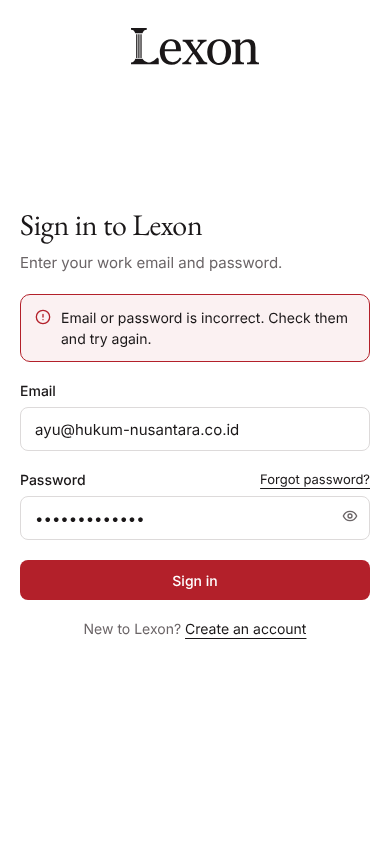 Lexon
Sign in to Lexon
Enter your work email and password.
Email or password is incorrect. Check them
and try again.
Email
ayu@hukum-nusantara.co.id
Password
Forgot password?
•••••••••••••
Sign in
New to Lexon? Create an account